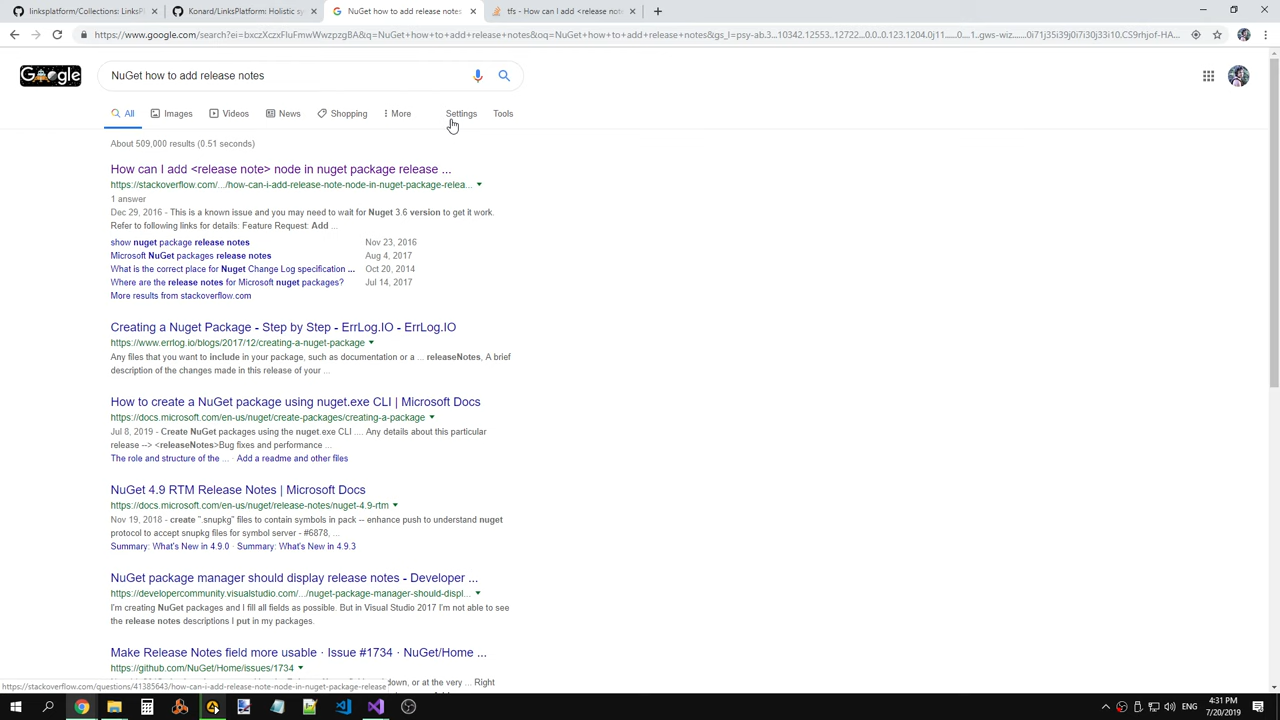 linksplatform/Collections: LinksPl
Konard/LinksPlatform: Holistic sy
NuGet how to add release notes
tfs - How can I add <release note
https://www.google.com/search?ei=bxczXczxFIuFmwWwzpzgBA&q=NuGet+how+to+add+release+notes&oq=NuGet+how+to+add+release+notes&gs_l=psy-ab.3...10342.12553..12722...0.0..0.123.1204.0j11......0....1..gws-wiz.......0i71j35i39j0i7i30j33i10.CS9rhjof-HA...
Google
NuGet how to add release notes
All
Images
Videos
News
Shopping
More
Settings
Tools
About 509,000 results (0.51 seconds)
How can I add <release note> node in nuget package release ...
https://stackoverflow.com/.../how-can-i-add-release-note-node-in-nuget-package-relea...
1 answer
Dec 29, 2016 - This is a known issue and you may need to wait for Nuget 3.6 version to get it work.
Refer to following links for details: Feature Request: Add ...
show nuget package release notes Nov 23, 2016
Microsoft NuGet packages release notes Aug 4, 2017
What is the correct place for Nuget Change Log specification ... Oct 20, 2014
Where are the release notes for Microsoft nuget packages? Jul 14, 2017
More results from stackoverflow.com
Creating a Nuget Package - Step by Step - ErrLog.IO - ErrLog.IO
https://www.errlog.io/blogs/2017/12/creating-a-nuget-package
Any files that you want to include in your package, such as documentation or a ... releaseNotes, A brief
description of the changes made in this release of your ...
How to create a NuGet package using nuget.exe CLI | Microsoft Docs
https://docs.microsoft.com/en-us/nuget/create-packages/creating-a-package
Jul 8, 2019 - Create NuGet packages using the nuget.exe CLI .... Any details about this particular
release --> <releaseNotes>Bug fixes and performance ...
The role and structure of the ... · Add a readme and other files
NuGet 4.9 RTM Release Notes | Microsoft Docs
https://docs.microsoft.com/en-us/nuget/release-notes/nuget-4.9-rtm
Nov 19, 2018 - create ".snupkg" files to contain symbols in pack -- enhance push to understand nuget
protocol to accept snupkg files for symbol server - #6878, ...
Summary: What's New in 4.9.0 · Summary: What's New in 4.9.3
NuGet package manager should display release notes - Developer ...
https://developercommunity.visualstudio.com/.../nuget-package-manager-should-displ...
I'm creating NuGet packages and I fill all fields as possible. But in Visual Studio 2017 I'm not able to see
the release notes descriptions I put in my packages.
Make Release Notes field more usable · Issue #1734 · NuGet/Home ...
https://github.com/NuGet/Home/issues/1734
down, or at the very ... Right
https://stackoverflow.com/questions/41385643/how-can-i-add-release-note-node-in-nuget-package-release
ENG
4:31 PM
7/20/2019